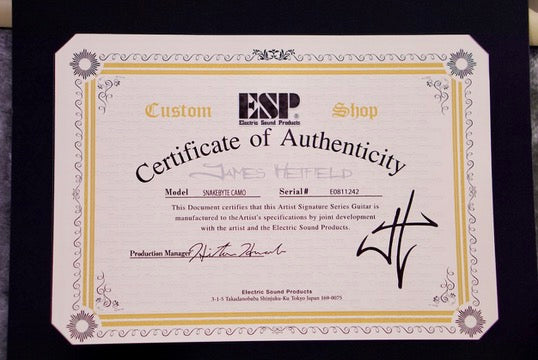 Custom ESP® Shop
Electric Sound Products
Certificate of Authenticity
JAMES HETFIELD
Model SNAKEBYTE CAMO Serial# E0811242
This Document certifies that this Artist Signature Series Guitar is
manufactured to theArtist's specifications by joint development
with the artist and the Electric Sound Products.
Production Manager
Electric Sound Products
3-1-5 Takadanobaba Shinjuku-Ku Tokyo Japan 169-0075